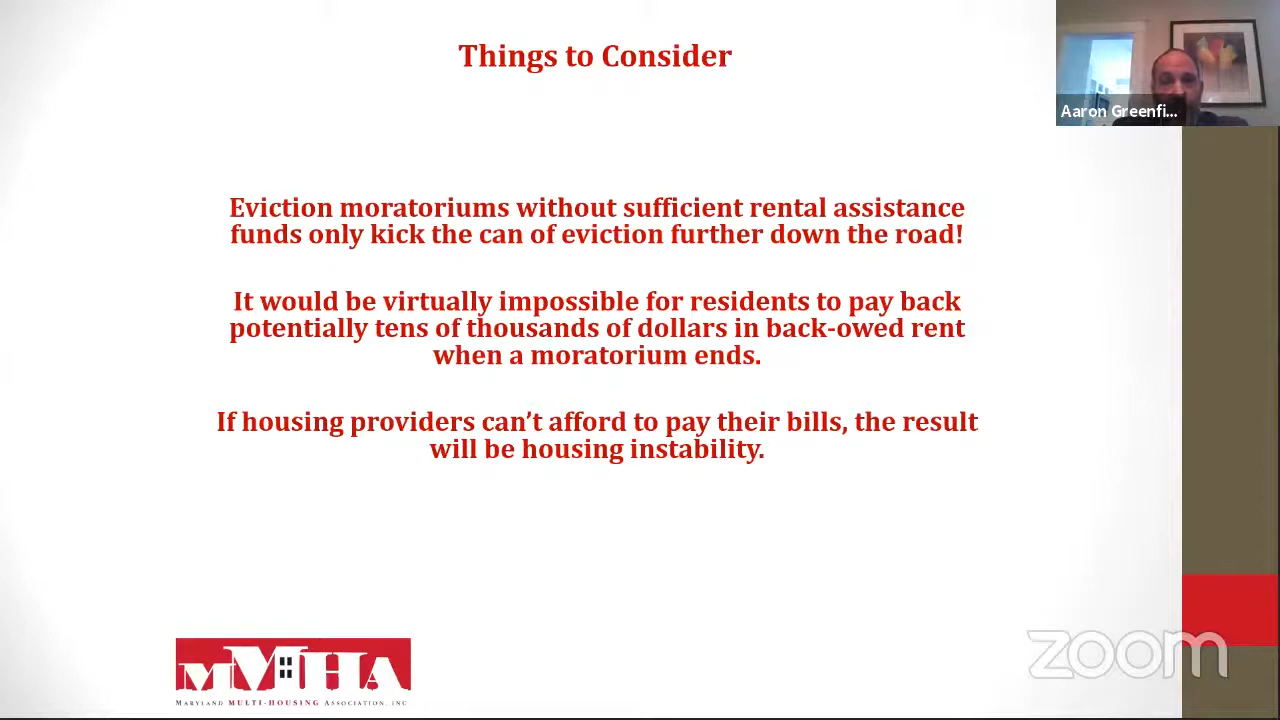 Things to Consider
Aaron Greenfi...
Eviction moratoriums without sufficient rental assistance
funds only kick the can of eviction further down the road!
It would be virtually impossible for residents to pay back
potentially tens of thousands of dollars in back-owed rent
when a moratorium ends.
If housing providers can’t afford to pay their bills, the result
will be housing instability.
MMHA
MARYLAND MULTI-HOUSING ASSOCIATION, INC
zoom